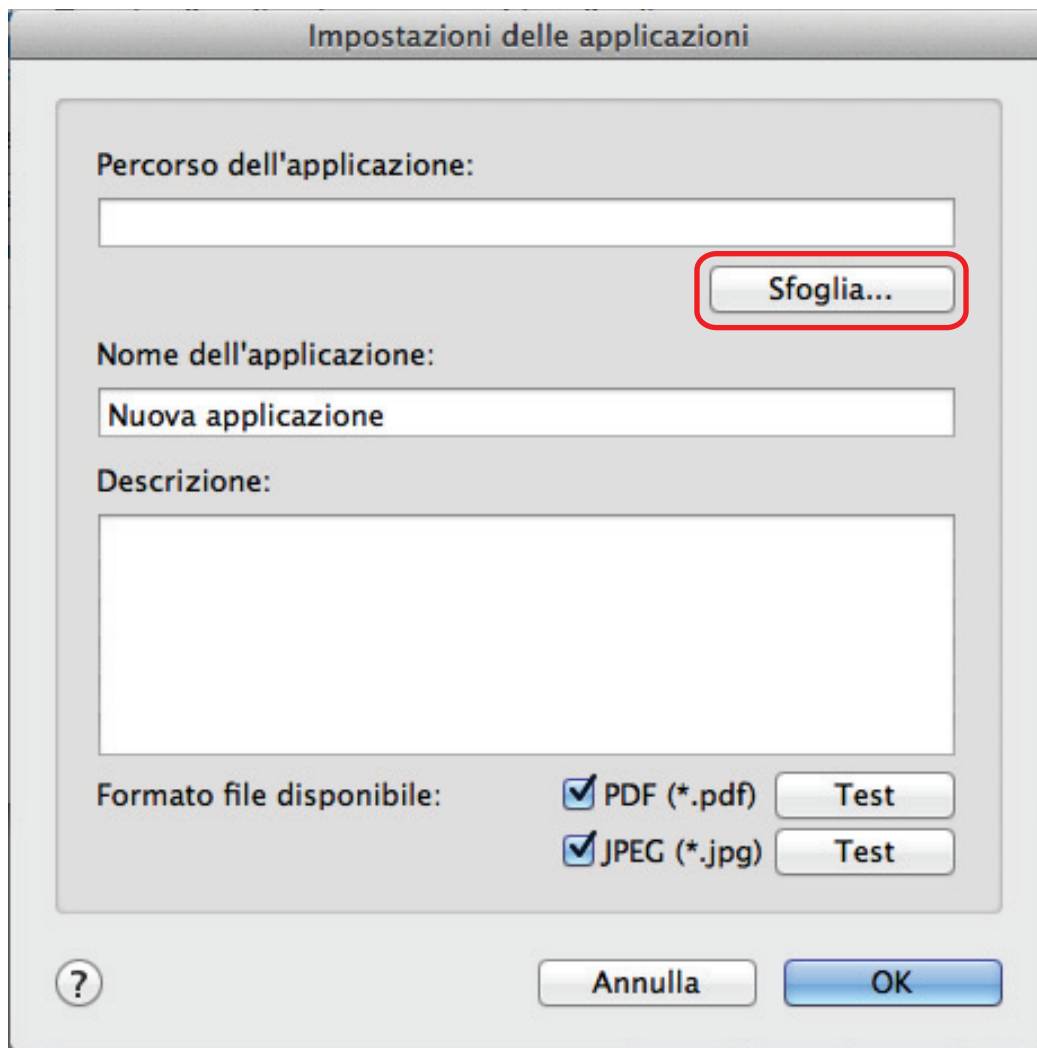 Impostazioni delle applicazioni
Percorso dell'applicazione:
Sfoglia...
Nome dell'applicazione:
Nuova applicazione
Descrizione:
Formato file disponibile: PDF (*.pdf) Test
JPEG (*.jpg) Test
? Annulla OK